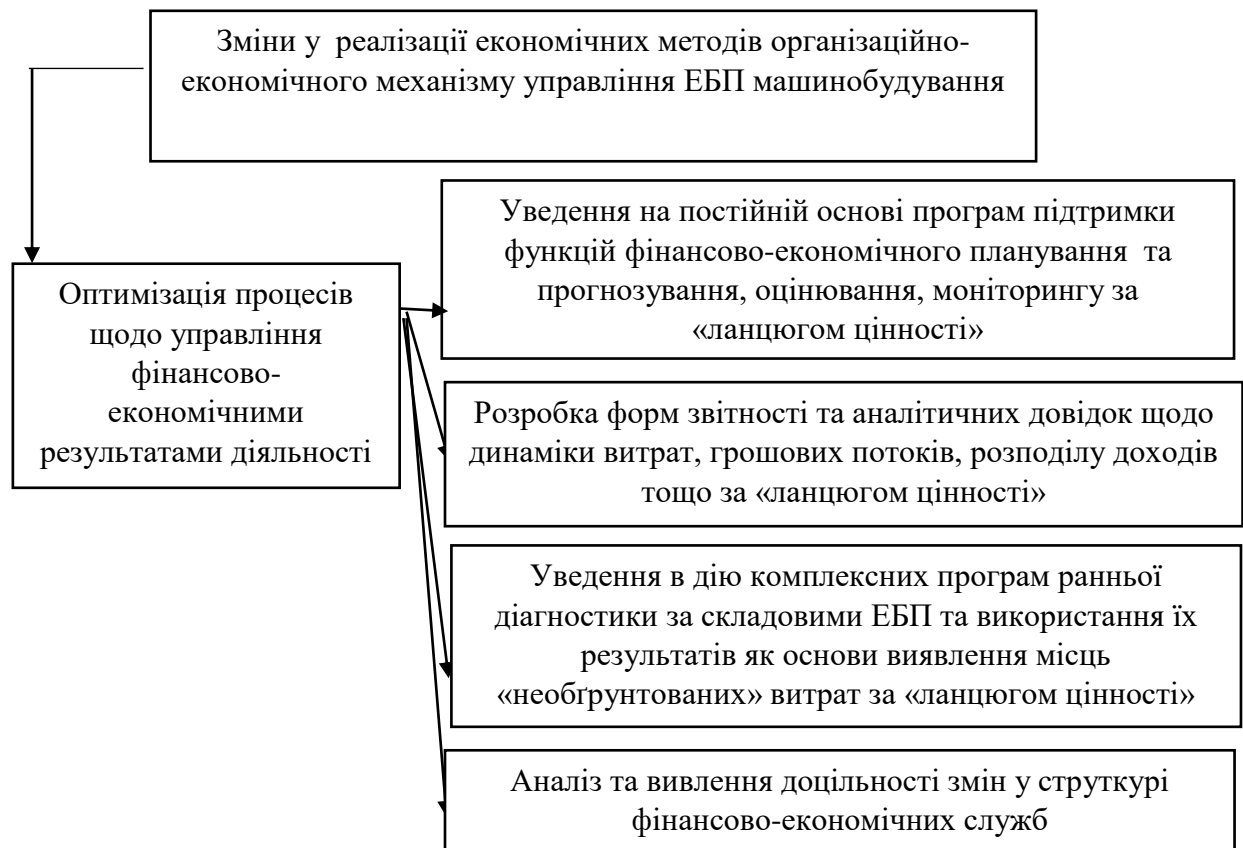 Зміни у реалізації економічних методів організаційно-
економічного механізму управління ЕБП машинобудування
Оптимізація процесів
щодо управління
фінансово-
економічними
результатами діяльності
Уведення на постійній основі програм підтримки
функцій фінансово-економічного планування та
прогнозування, оцінювання, моніторингу за
«ланцюгом цінності»
Розробка форм звітності та аналітичних довідок щодо
динаміки витрат, грошових потоків, розподілу доходів
тощо за «ланцюгом цінності»
Уведення в дію комплексних програм ранньої
діагностики за складовими ЕБП та використання їх
результатів як основи виявлення місць
«необґрунтованих» витрат за «ланцюгом цінності»
Аналіз та вивлення доцільності змін у струткурі
фінансово-економічних служб